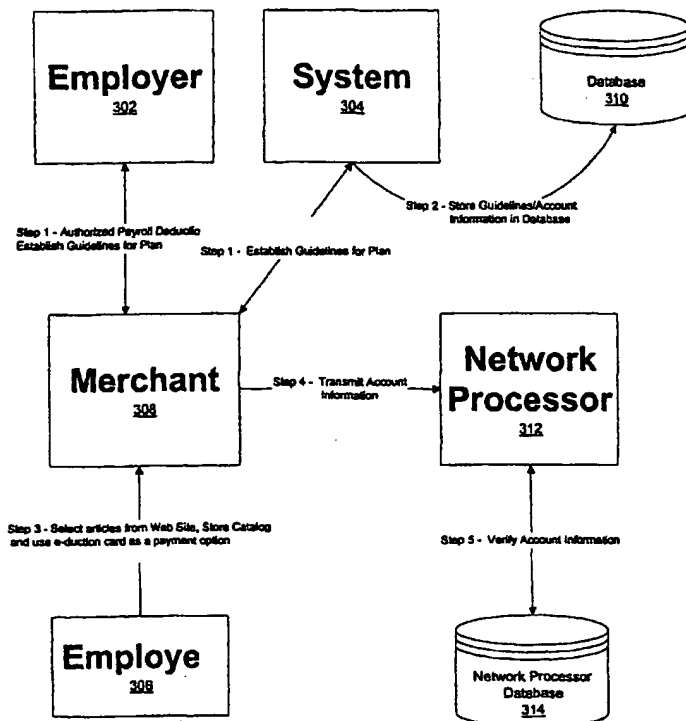 Employer
302
System
304
Database
310
Step 1 - Authorized Payroll Deductio
Establish Guidelines for Plan
Step 1 - Establish Guidelines for Plan
Step 2 - Store Guidelines/Account
Information in Database
Merchant
308
Step 4 - Transmit Account
Information
Network
Processor
312
Step 3 - Select articles from Web Site, Store Catalog
and use e-duction card as a payment option
Step 5 - Verify Account Information
Employe
306
Network Processor
Database
314